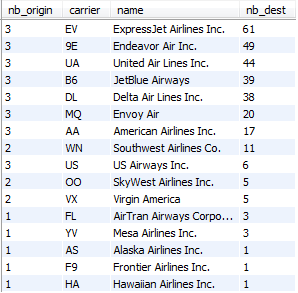 nb_origin carrier name nb_dest
3 EV ExpressJet Airlines Inc. 61
3 9E Endeavor Air Inc. 49
3 UA United Air Lines Inc. 44
3 B6 JetBlue Airways 39
3 DL Delta Air Lines Inc. 38
3 MQ Envoy Air 20
3 AA American Airlines Inc. 17
2 WN Southwest Airlines Co. 11
3 US US Airways Inc. 6
2 OO SkyWest Airlines Inc. 5
2 VX Virgin America 5
1 FL AirTran Airways Corpo... 3
1 YV Mesa Airlines Inc. 3
1 AS Alaska Airlines Inc. 1
1 F9 Frontier Airlines Inc. 1
1 HA Hawaiian Airlines Inc. 1